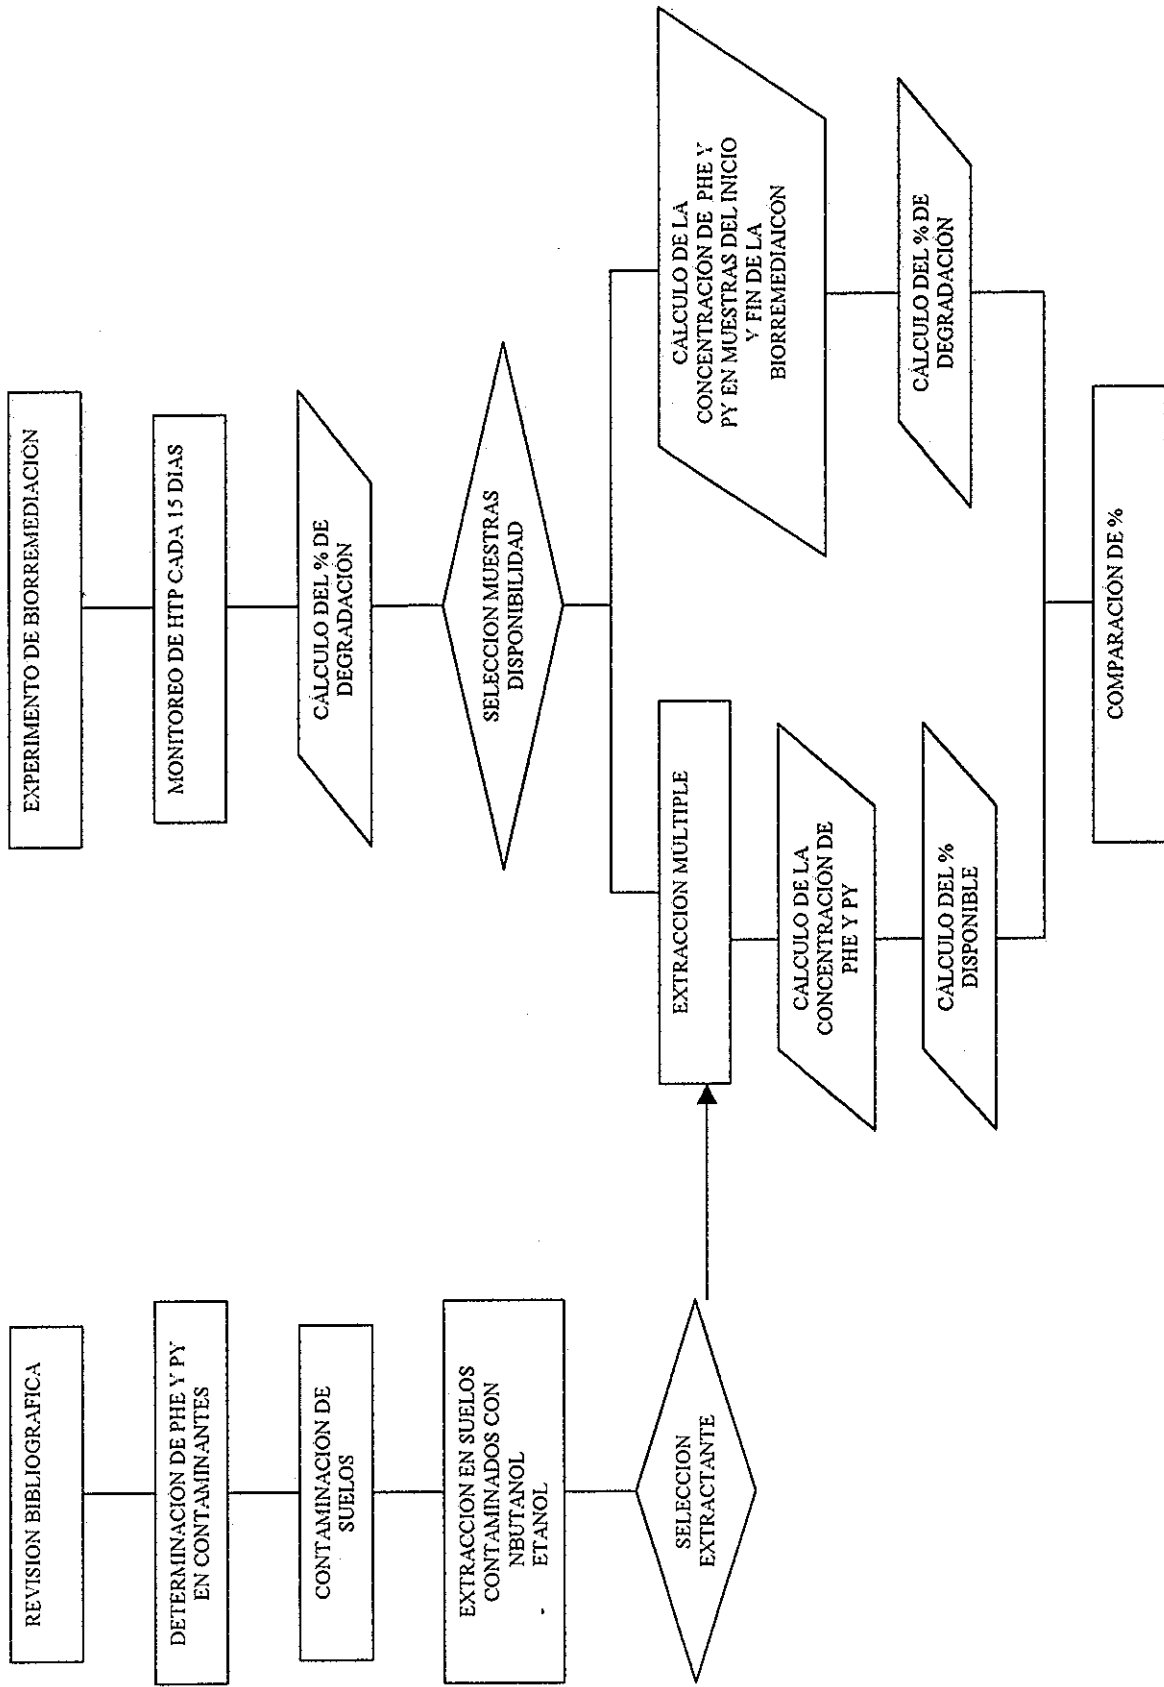 REVISION BIBLIOGRAFICA
DETERMINACIÓN DE PHE Y PY
EN CONTAMINANTES
CONTAMINACIÓN DE
SUELOS
EXTRACCION EN SUELOS
CONTAMINADOS CON
NBUTANOL
- ETANOL
SELECCION
EXTRACTANTE
EXPERIMENTO DE BIORREMEDIACIÓN
MONITOREO DE HTP CADA 15 DIAS
CÁLCULO DEL % DE
DEGRADACIÓN
SELECCION MUESTRAS
DISPONIBILIDAD
EXTRACCION MÚLTIPLE
CÁLCULO DE LA
CONCENTRACIÓN DE
PHE Y PY
CÁLCULO DEL %
DISPONIBLE
CÁLCULO DE LA
CONCENTRACIÓN DE PHE Y
PY EN MUESTRAS DEL INICIO
Y FIN DE LA
BIORREMEDIAICON
CÁLCULO DEL % DE
DEGRADACIÓN
COMPARACIÓN DE %